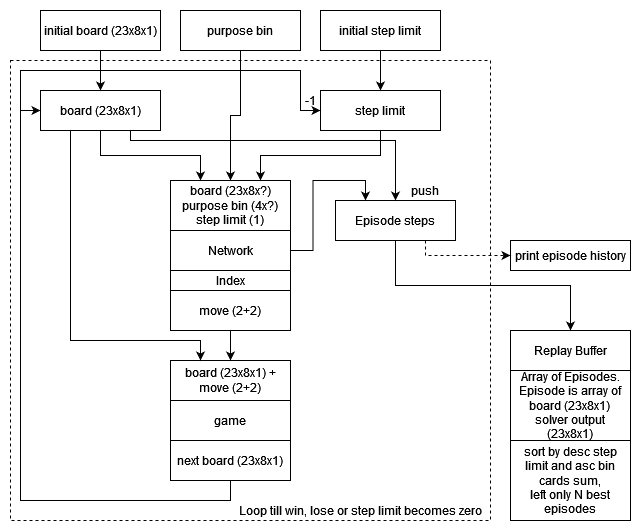 initial board (23x8x1)
purpose bin
initial step limit
board (23x8x1)
-1
step limit
board (23x8x?)
purpose bin (4x?)
step limit (1)
push
Episode steps
Network
print episode history
Index
move (2+2)
Replay Buffer
board (23x8x1) +
move (2+2)
Array of Episodes.
Episode is array of
board (23x8x1)
solver output
(23x8x1)
game
next board (23x8x1)
sort by desc step
limit and asc bin
cards sum,
left only N best
episodes
Loop till win, lose or step limit becomes zero